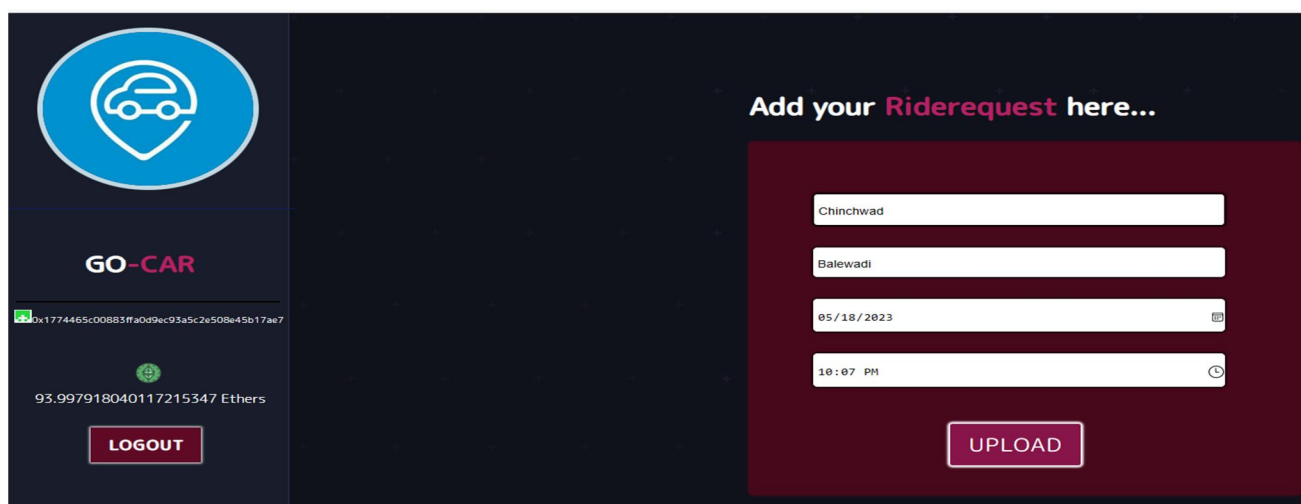 GO-CAR
0x1774465c00883ffa0d9ec93a5c2e508e45b17ae7
93.997918040117215347 Ethers
LOGOUT
Add your Riderequest here...
Chinchwad
Balewadi
05/18/2023
10:07 PM
UPLOAD